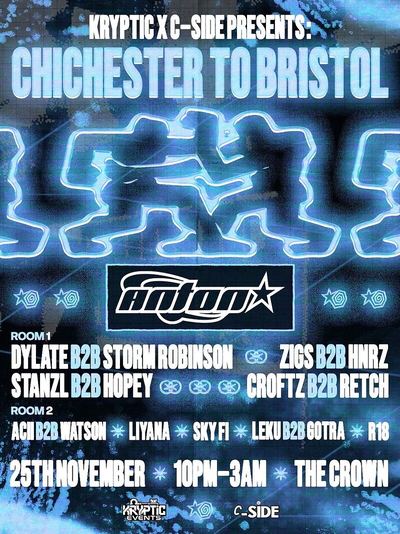 KRYPTIC X C-SIDE PRESENTS:
CHICHESTER TO BRISTOL
ANTON
ROOM 1
DYLATE B2B STORM ROBINSON ZIGS B2B HNRZ
STANZL B2B HOPEY CROFTZ B2B RETCH
ROOM 2
ACH B2B WATSON LIYANA SKY FI LEKU B2B GOTRA R18
25TH NOVEMBER 10PM-3AM THE CROWN
KRYPTIC
EVENTS
C-SIDE